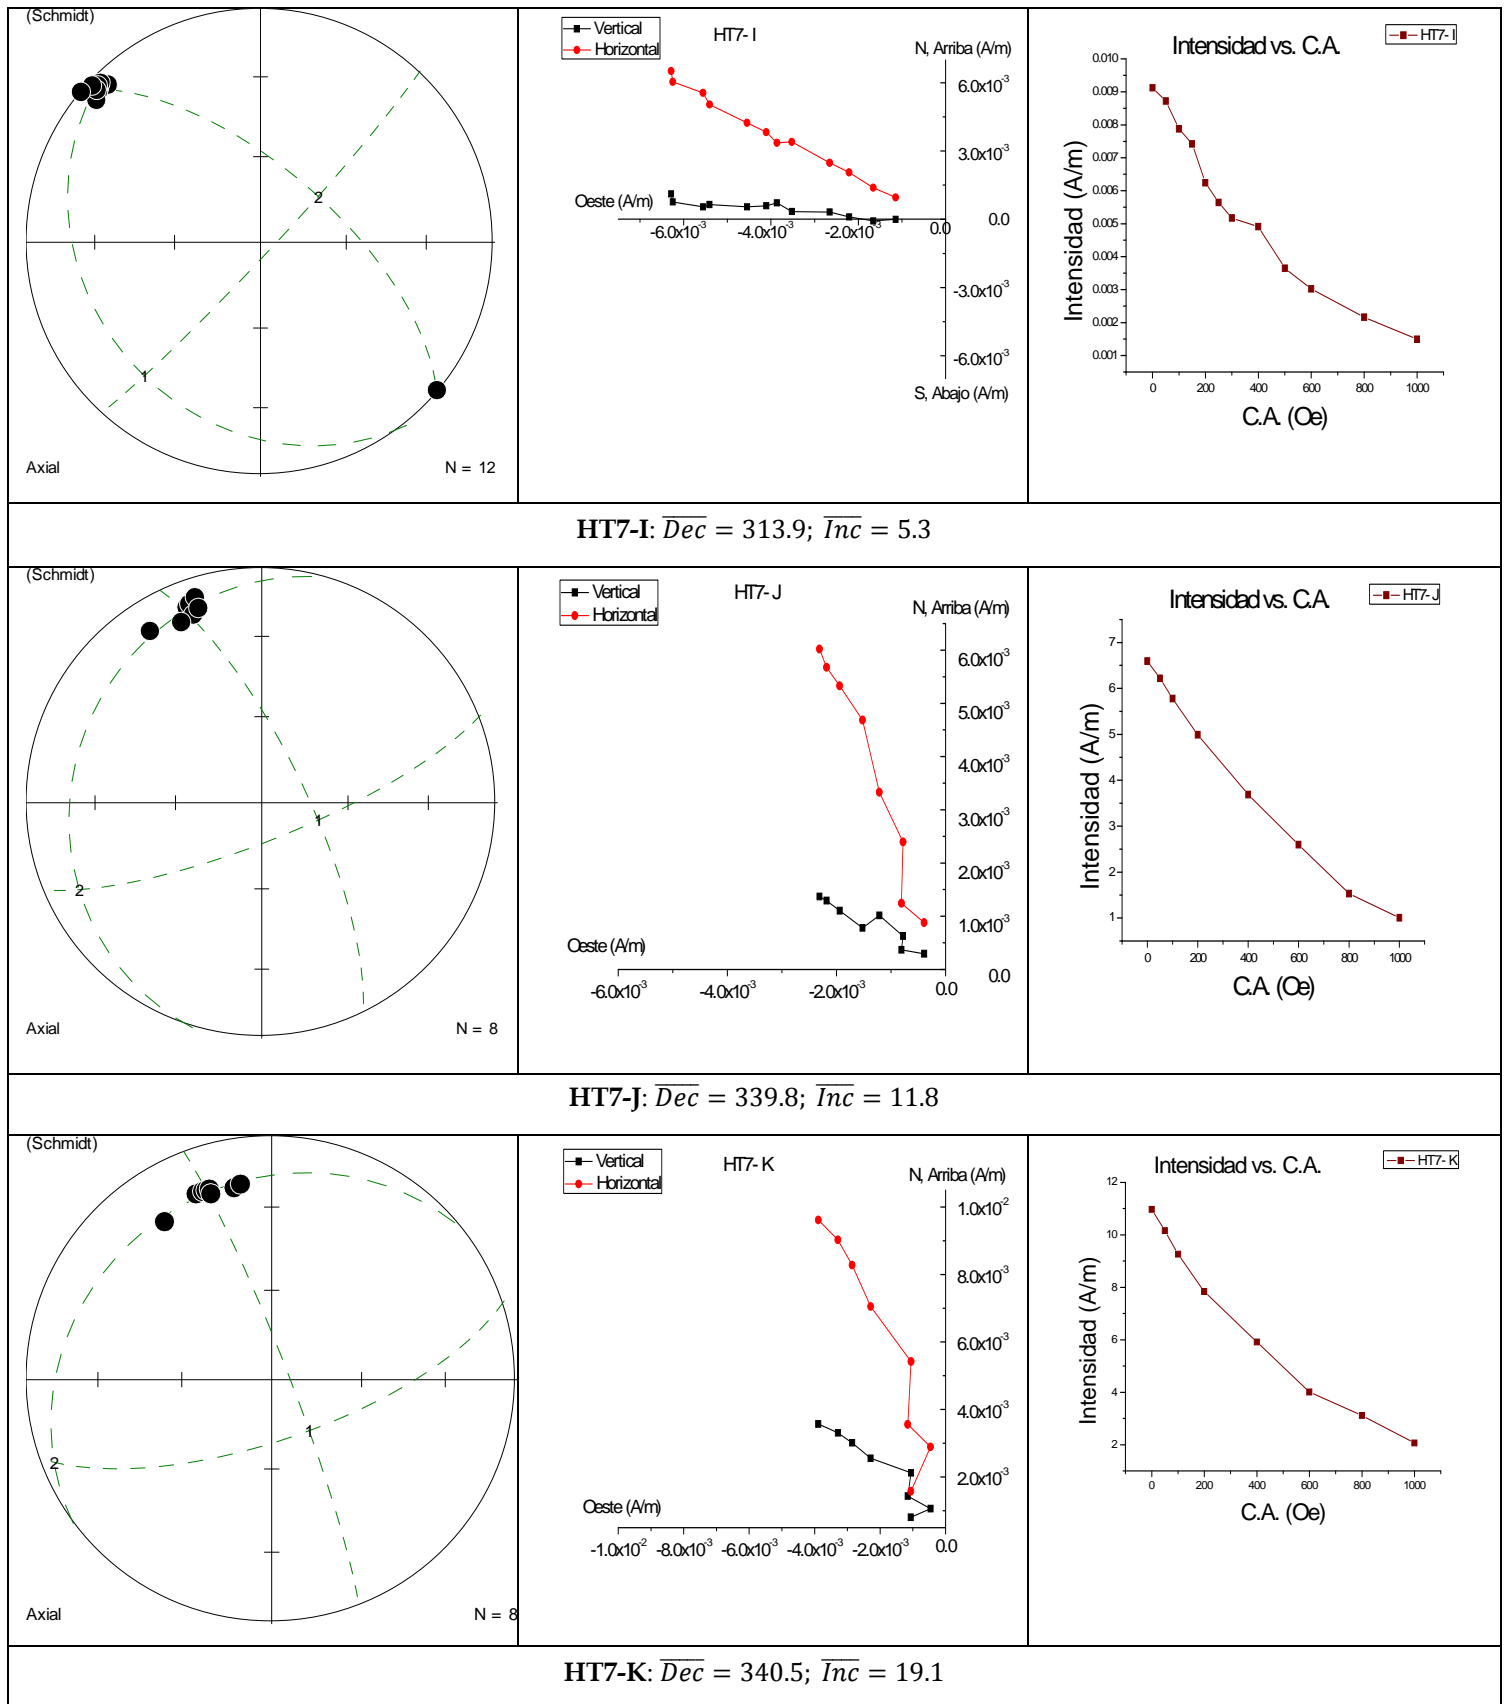 (Schmidt)
2
1
Axial
N = 12
Vertical
Horizontal
HT7- I
N, Arriba (A/m)
6.0x10⁻³
3.0x10⁻³
Oeste (A/m)
0.0
-6.0x10⁻³
-4.0x10⁻³
-2.0x10⁻³
0.0
-3.0x10⁻³
-6.0x10⁻³
S, Abajo (A/m)
Intensidad vs. C.A.
HT7- I
0.010
0.009
0.008
0.007
0.006
0.005
0.004
0.003
0.002
0.001
Intensidad (A/m)
0
200
400
600
800
1000
C.A. (Oe)
HT7-I: D̅e̅c̅ = 313.9; I̅n̅c̅ = 5.3
(Schmidt)
1
2
Axial
N = 8
Vertical
Horizontal
HT7- J
N, Arriba (A/m)
6.0x10⁻³
5.0x10⁻³
4.0x10⁻³
3.0x10⁻³
2.0x10⁻³
1.0x10⁻³
Oeste (A/m)
0.0
-6.0x10⁻³
-4.0x10⁻³
-2.0x10⁻³
0.0
Intensidad vs. C.A.
HT7- J
7
6
5
4
3
2
1
Intensidad (A/m)
0
200
400
600
800
1000
C.A. (Oe)
HT7-J: D̅e̅c̅ = 339.8; I̅n̅c̅ = 11.8
(Schmidt)
1
2
Axial
N = 8
Vertical
Horizontal
HT7- K
N, Arriba (A/m)
1.0x10⁻²
8.0x10⁻³
6.0x10⁻³
4.0x10⁻³
2.0x10⁻³
Oeste (A/m)
-1.0x10⁻²
-8.0x10⁻³
-6.0x10⁻³
-4.0x10⁻³
-2.0x10⁻³
0.0
Intensidad vs. C.A.
HT7- K
12
10
8
6
4
2
Intensidad (A/m)
0
200
400
600
800
1000
C.A. (Oe)
HT7-K: D̅e̅c̅ = 340.5; I̅n̅c̅ = 19.1